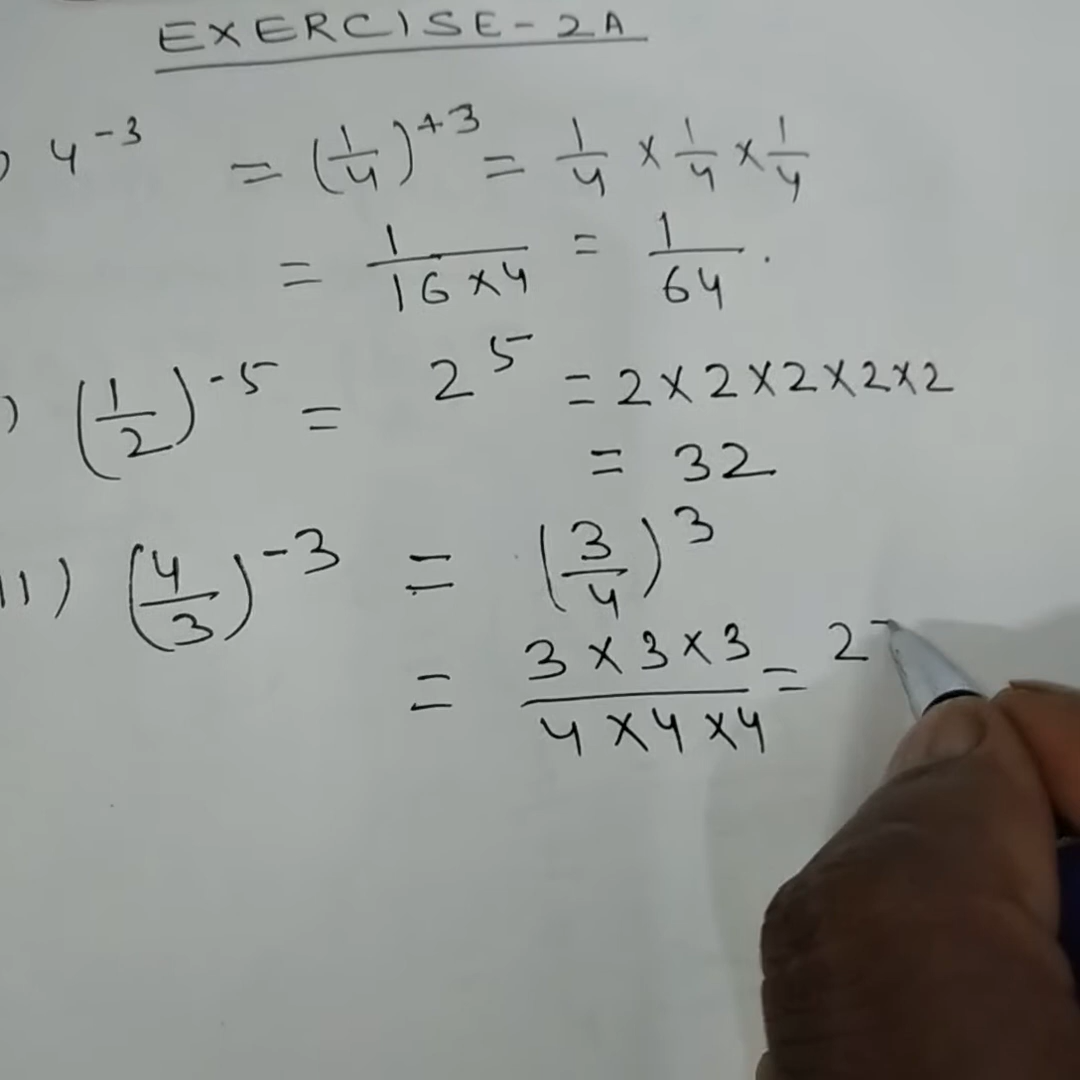 EXERCISE-2A
) 4⁻³ = (1/4)⁺³ = 1/4 × 1/4 × 1/4
= 1/(16×4) = 1/64.
) (1/2)⁻⁵ = 2⁵ = 2×2×2×2×2
= 32
11) (4/3)⁻³ = (3/4)³
= (3×3×3)/(4×4×4) = 2